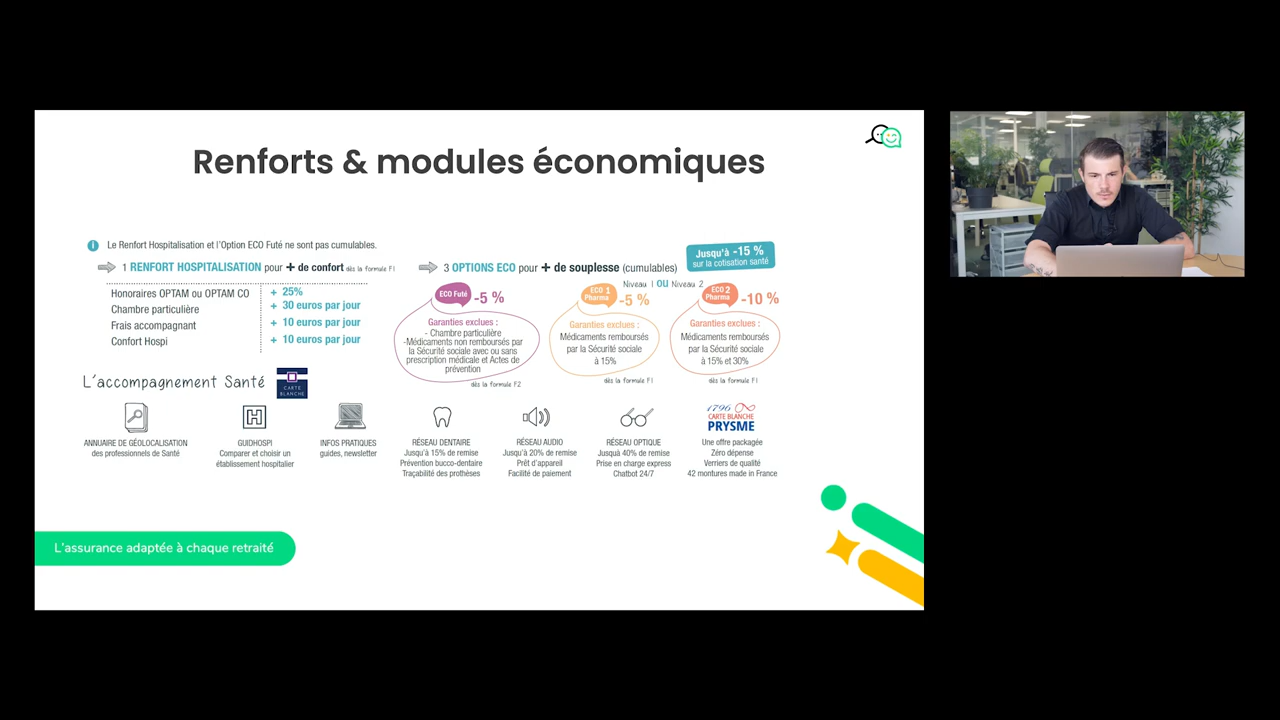 Renforts & modules économiques
i Le Renfort Hospitalisation et l'Option ECO Futé ne sont pas cumulables.
1 RENFORT HOSPITALISATION pour + de confort dès la formule F1
Honoraires OPTAM ou OPTAM CO + 25%
Chambre particulière + 30 euros par jour
Frais accompagnant + 10 euros par jour
Confort Hospi + 10 euros par jour
3 OPTIONS ECO pour + de souplesse (cumulables)
Jusqu'à -15 %
sur la cotisation santé
Niveau 1 ou Niveau 2
ECO Futé -5 %
Garanties exclues :
- Chambre particulière
-Médicaments non remboursés par
la Sécurité sociale avec ou sans
prescription médicale et Actes de
prévention
dès la formule F2
ECO 1
Pharma -5 %
Garanties exclues :
Médicaments remboursés
par la Sécurité sociale
à 15%
dès la formule F1
ECO 2
Pharma -10 %
Garanties exclues :
Médicaments remboursés
par la Sécurité sociale
à 15% et 30%
dès la formule F1
L'accompagnement Santé
CARTE
BLANCHE
ANNUAIRE DE GÉOLOCALISATION
des professionnels de Santé
H
GUIDHOSPI
Comparer et choisir un
établissement hospitalier
INFOS PRATIQUES
guides, newsletter
RÉSEAU DENTAIRE
Jusqu'à 15% de remise
Prévention bucco-dentaire
Traçabilité des prothèses
RÉSEAU AUDIO
Jusqu'à 20% de remise
Prêt d'appareil
Facilité de paiement
RÉSEAU OPTIQUE
Jusquà 40% de remise
Prise en charge express
Chatbot 24/7
1796
CARTE BLANCHE
PRYSME
Une offre packagée
Zéro dépense
Verriers de qualité
42 montures made in France
L'assurance adaptée à chaque retraité